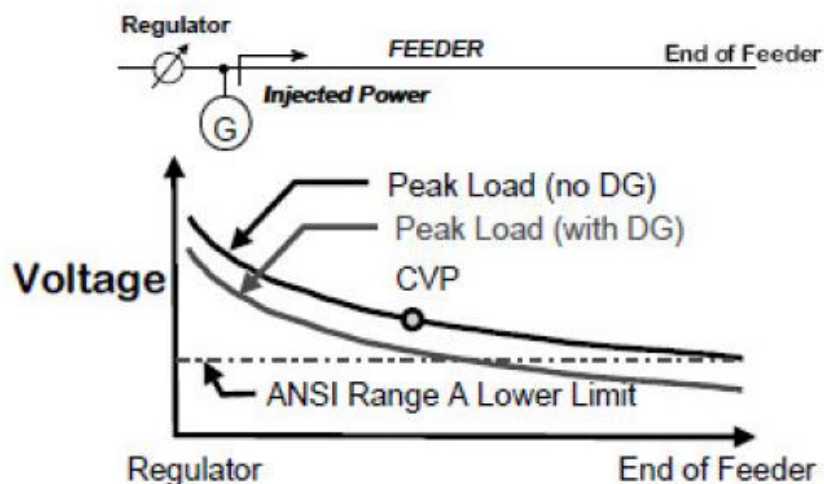 Regulator
FEEDER
End of Feeder
Injected Power
G
Peak Load (no DG)
Peak Load (with DG)
Voltage
CVP
ANSI Range A Lower Limit
Regulator
End of Feeder